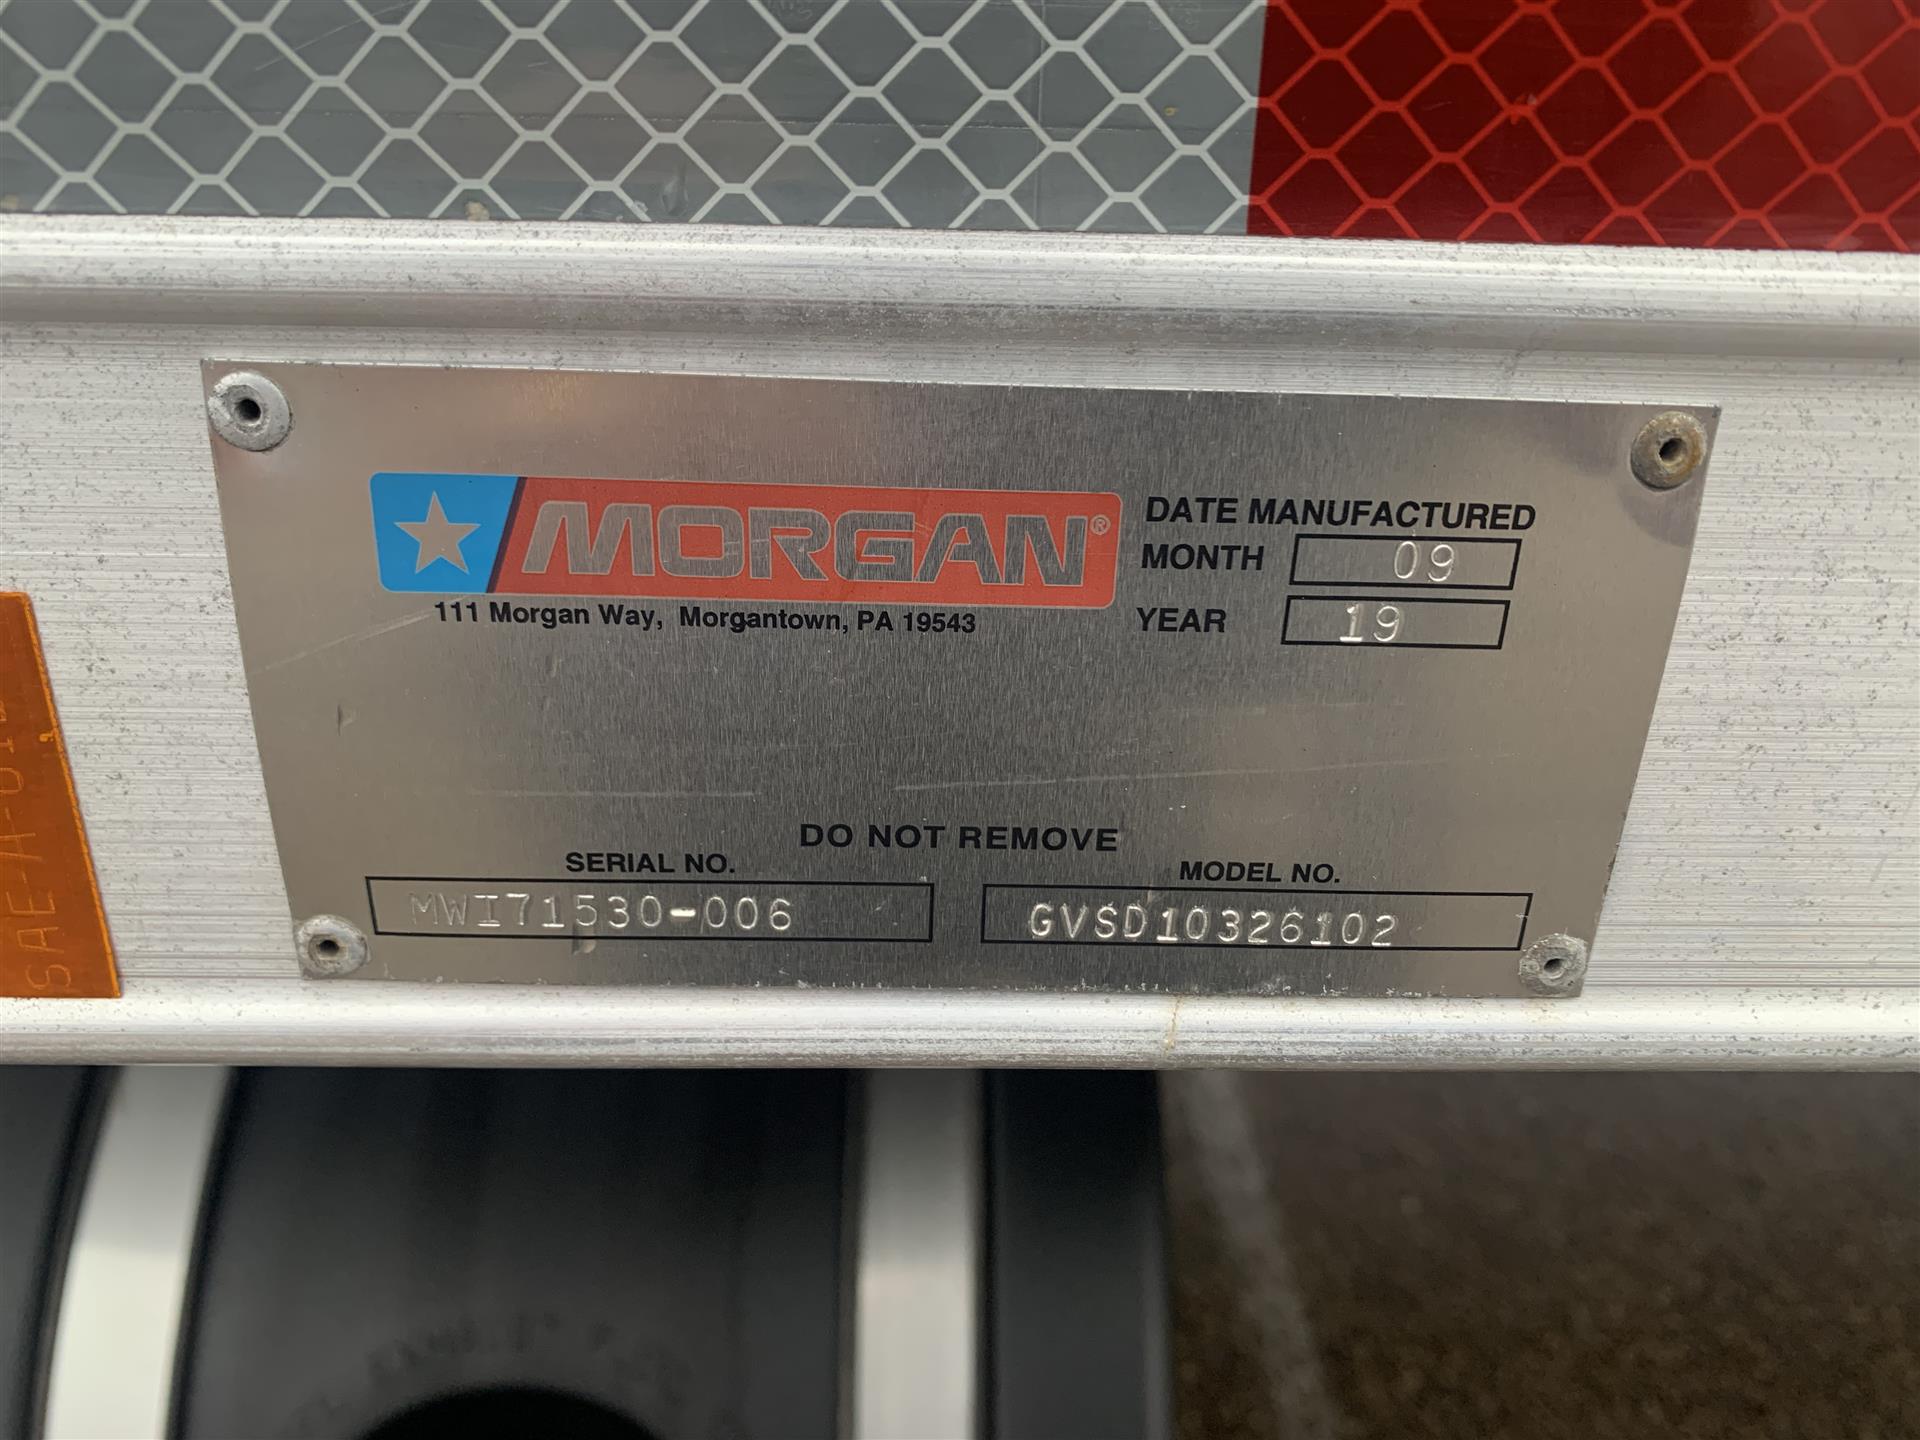 MORGAN®
111 Morgan Way, Morgantown, PA 19543
DATE MANUFACTURED
MONTH 09
YEAR 19
DO NOT REMOVE
SERIAL NO.
MWI71530-006
MODEL NO.
GVSD10326102
SAE-A-